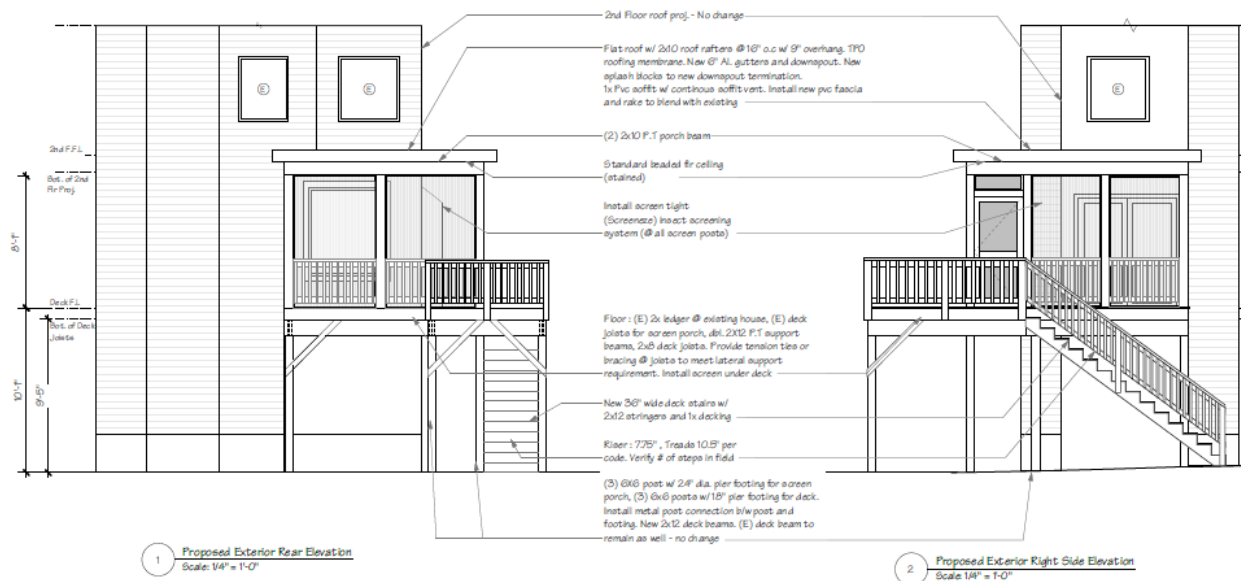 2nd Floor roof proj. - No change
Flat roof w/ 2x10 roof rafters @ 16" o.c w/ 9" overhang. TPO
roofing membrane. New 6" Al. gutters and downspout. New
splash blocks to new downspout termination.
1x Pvc soffit w/ continous soffit vent. Install new pvc fascia
and rake to blend with existing
(2) 2x10 P.T porch beam
Standard beaded fir ceiling
(stained)
Install screen tight
(Screeneze) insect screening
system (@ all screen posts)
Floor : (E) 2x ledger @ existing house, (E) deck
joists for screen porch, dbl. 2X12 P.T support
beams, 2x8 deck joists. Provide tension ties or
bracing @ joists to meet lateral support
requirement. Install screen under deck
New 36" wide deck stairs w/
2x12 stringers and 1x decking
Riser : 7.75" , Treads 10.5" per
code. Verify # of steps in field
(3) 6X6 post w/ 24" dia. pier footing for screen
porch, (3) 6x6 posts w/ 18" pier footing for deck.
Install metal post connection b/w post and
footing. New 2x12 deck beams. (E) deck beam to
remain as well - no change
(E)
(E)
(E)
2nd F.F.L
Bot. of 2nd
Flr Proj.
8'-1"
Deck F.L
Bot. of Deck
Joists
10'-1"
9'-5"
1
Proposed Exterior Rear Elevation
Scale: 1/4" = 1'-0"
2
Proposed Exterior Right Side Elevation
Scale: 1/4" = 1'-0"